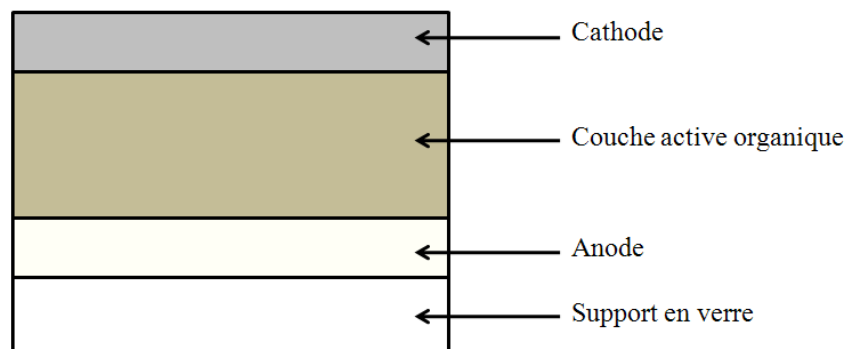 Cathode
Couche active organique
Anode
Support en verre